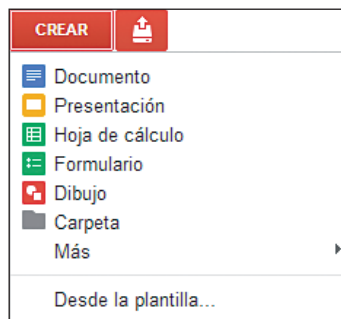 CREAR
Documento
Presentación
Hoja de cálculo
Formulario
Dibujo
Carpeta
Más
Desde la plantilla...